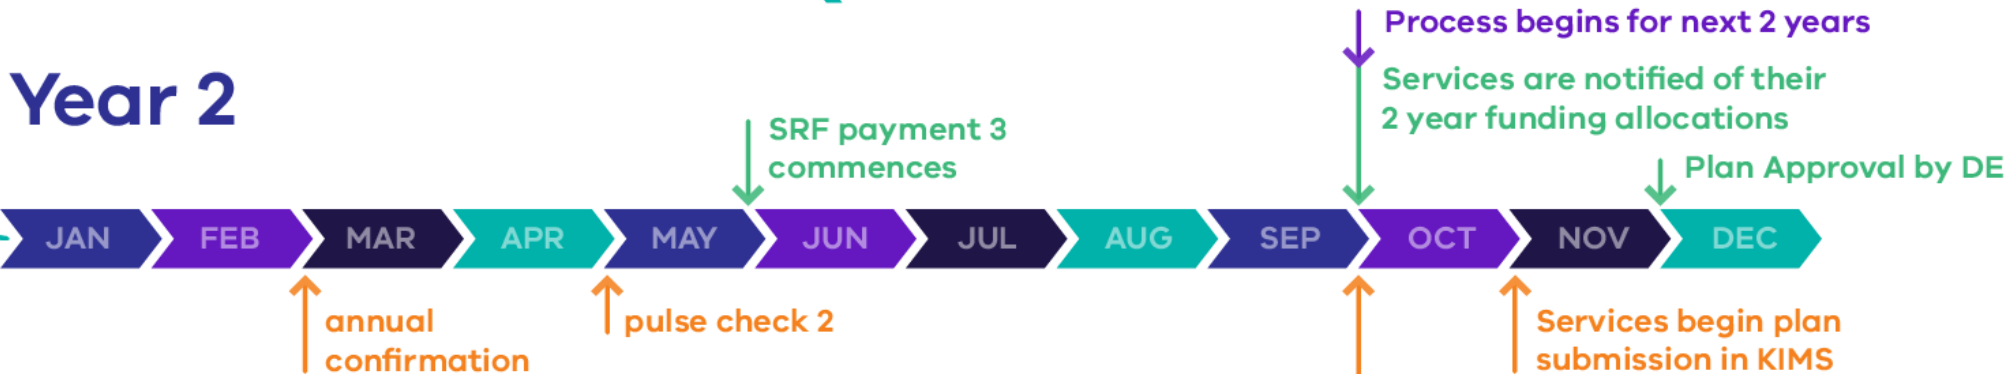 Process begins for next 2 years
Year 2
Services are notified of their
2 year funding allocations
SRF payment 3
commences
Plan Approval by DE
JAN
FEB
MAR
APR
MAY
JUN
JUL
AUG
SEP
OCT
NOV
DEC
annual
confirmation
pulse check 2
Services begin plan
submission in KIMS